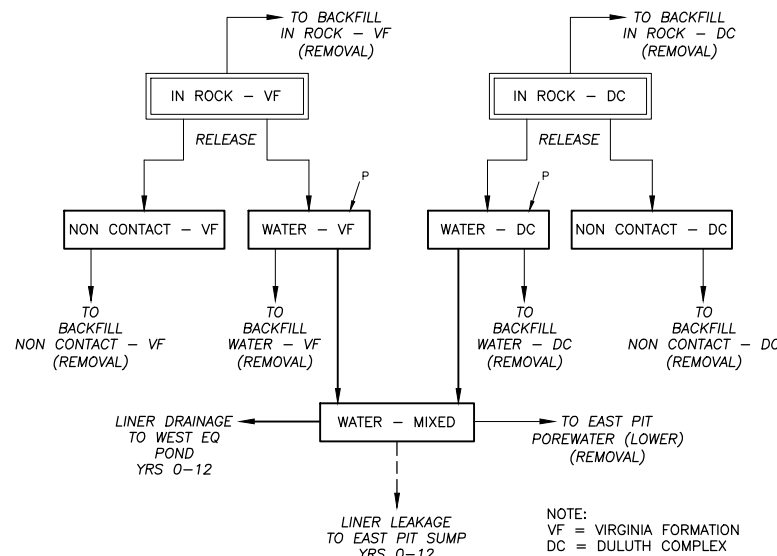 TO BACKFILL
IN ROCK – VF
(REMOVAL)
TO BACKFILL
IN ROCK – DC
(REMOVAL)
IN ROCK – VF
IN ROCK – DC
RELEASE
RELEASE
P
P
NON CONTACT – VF
WATER – VF
WATER – DC
NON CONTACT – DC
TO
BACKFILL
NON CONTACT – VF
(REMOVAL)
TO
BACKFILL
WATER – VF
(REMOVAL)
TO
BACKFILL
WATER – DC
(REMOVAL)
TO
BACKFILL
NON CONTACT – DC
(REMOVAL)
LINER DRAINAGE
TO WEST EQ
POND
YRS 0–12
WATER – MIXED
TO EAST PIT
POREWATER (LOWER)
(REMOVAL)
LINER LEAKAGE
TO EAST PIT SUMP
YRS 0–12
NOTE:
VF = VIRGINIA FORMATION
DC = DULUTH COMPLEX